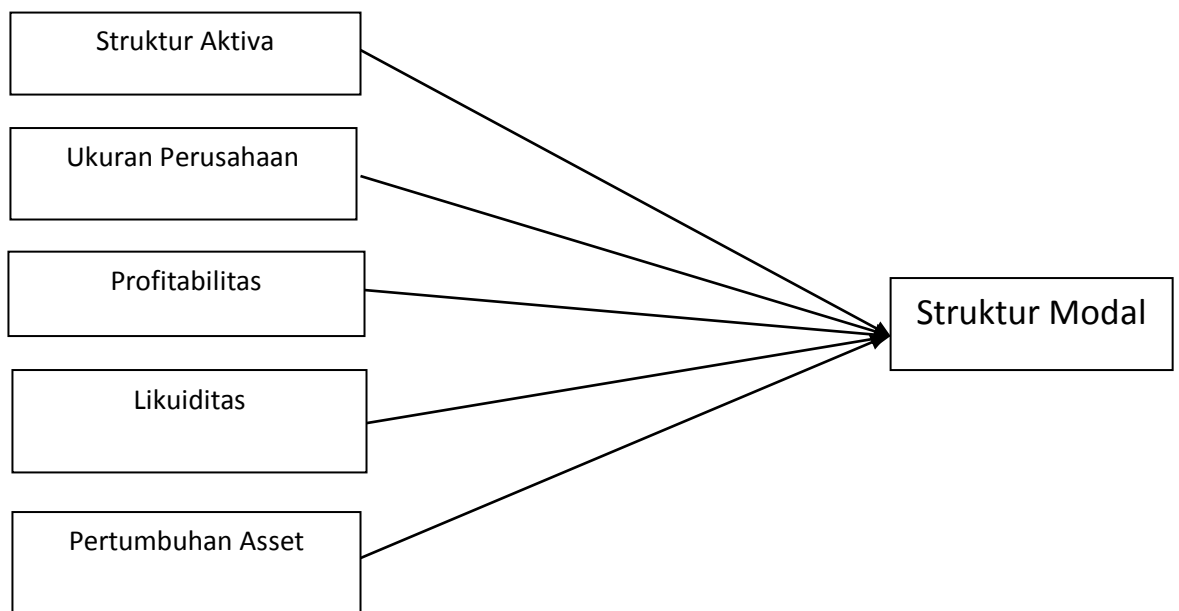 Struktur Aktiva
Ukuran Perusahaan
Profitabilitas
Struktur Modal
Likuiditas
Pertumbuhan Asset